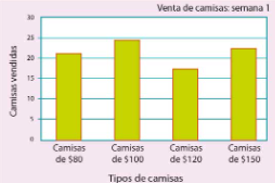 Venta de camisas: semana 1
Camisas vendidas
30
25
20
15
10
5
0
Camisas de $80
Camisas de $100
Camisas de $120
Camisas de $150
Tipos de camisas